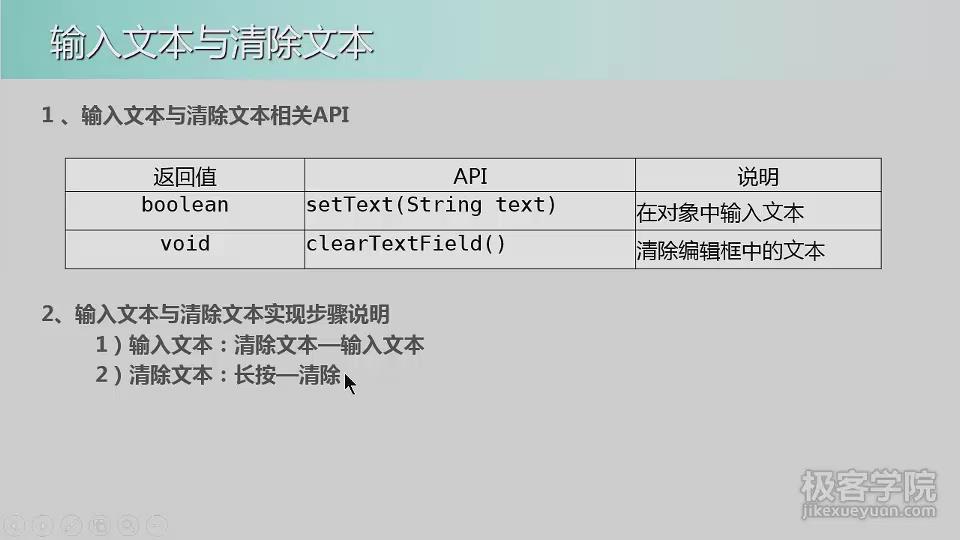 输入文本与清除文本
1 、输入文本与清除文本相关API
返回值 API 说明
boolean setText(String text) 在对象中输入文本
void clearTextField() 清除编辑框中的文本
2、输入文本与清除文本实现步骤说明
1）输入文本：清除文本—输入文本
2）清除文本：长按—清除
极客学院
jikexueyuan.com